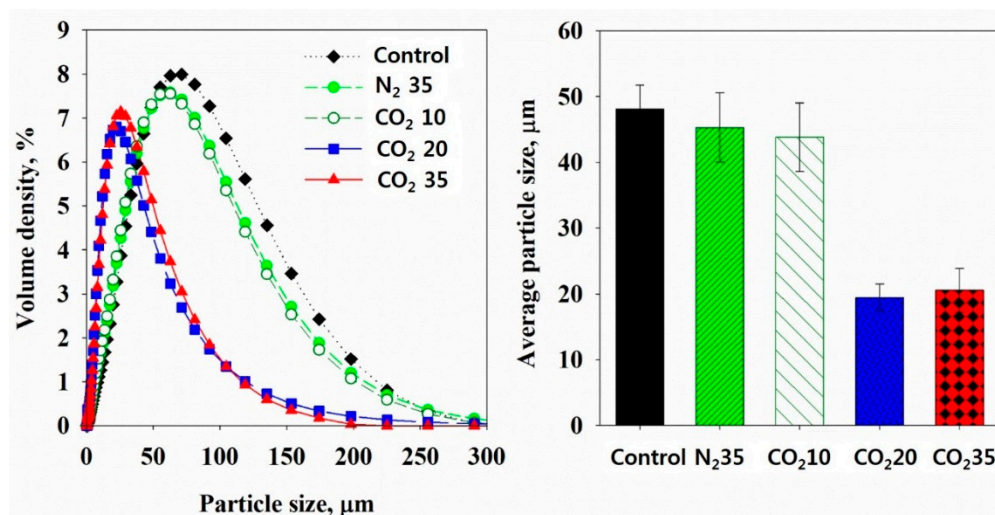 9
8
7
6
5
4
3
2
1
0
Volume density, %
Control
N₂ 35
CO₂ 10
CO₂ 20
CO₂ 35
0 50 100 150 200 250 300
Particle size, μm
60
50
40
30
20
10
0
Average particle size, μm
Control N₂35 CO₂10 CO₂20 CO₂35